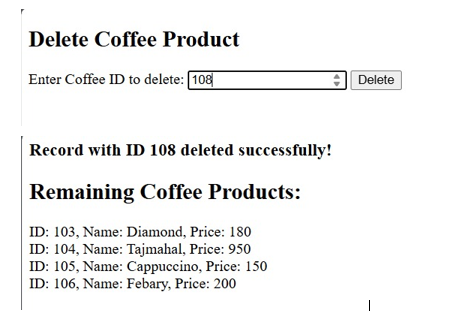 Delete Coffee Product
Enter Coffee ID to delete: 108 Delete
Record with ID 108 deleted successfully!
Remaining Coffee Products:
ID: 103, Name: Diamond, Price: 180
ID: 104, Name: Tajmahal, Price: 950
ID: 105, Name: Cappuccino, Price: 150
ID: 106, Name: Febary, Price: 200